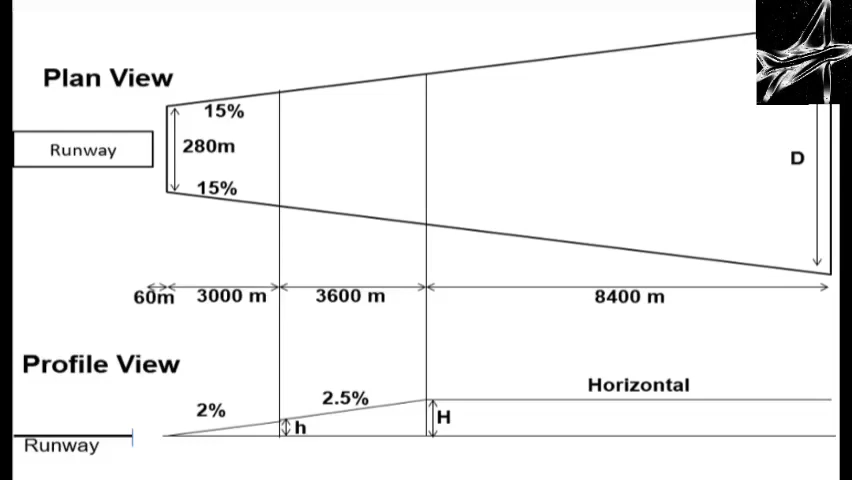 Plan View
15%
Runway
280m
D
15%
60m
3000 m
3600 m
8400 m
Profile View
Horizontal
2.5%
2%
H
h
Runway